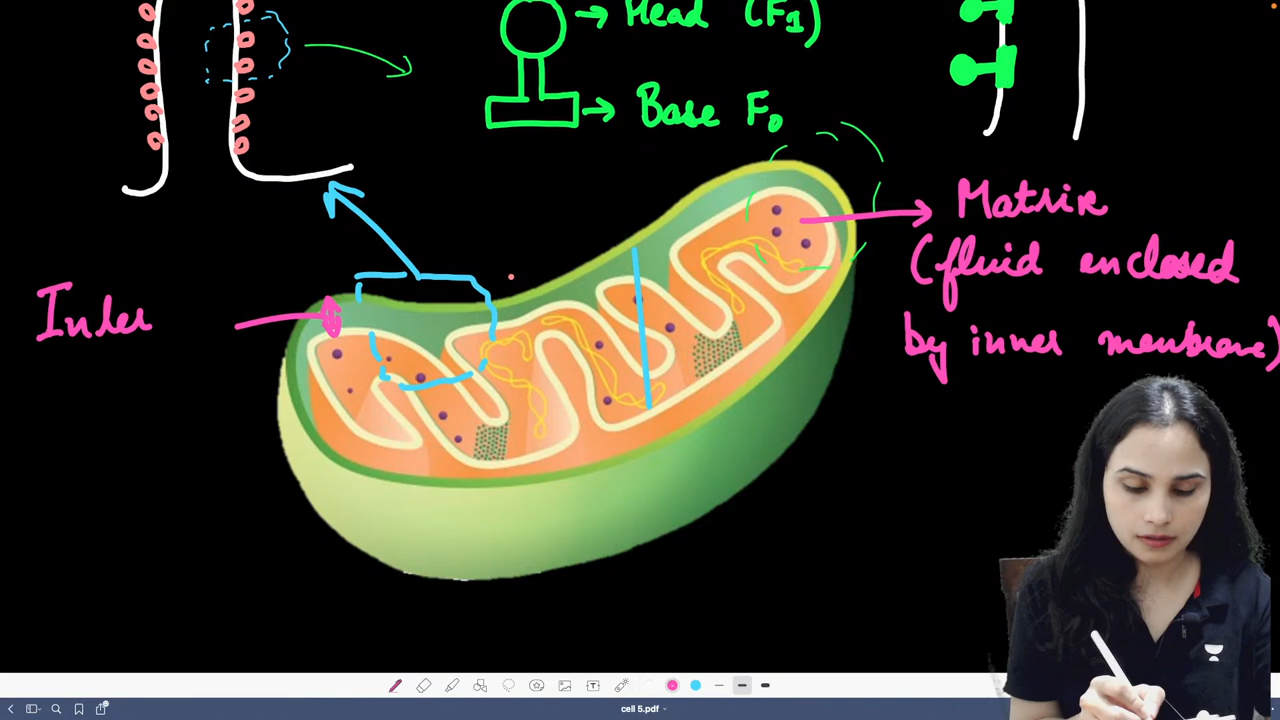 → Head (F1)
→ Base F0
Matrix
(fluid enclosed
by inner membrane)
Inter
cell 5.pdf